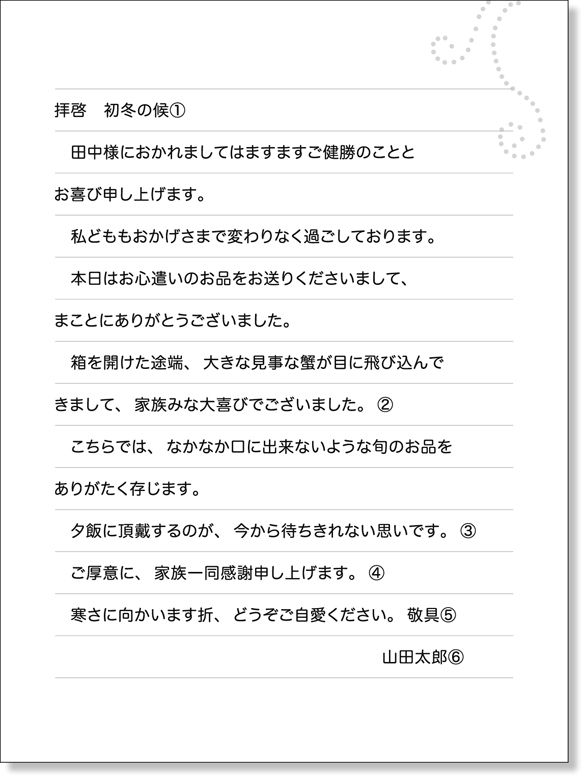 拝啓　初冬の候①
田中様におかれましてはますますご健勝のことと
お喜び申し上げます。
私どももおかげさまで変わりなく過ごしております。
本日はお心遣いのお品をお送りくださいまして、
まことにありがとうございました。
箱を開けた途端、大きな見事な蟹が目に飛び込んで
きまして、家族みな大喜びでございました。②
こちらでは、なかなか口に出来ないような旬のお品を
ありがたく存じます。
夕飯に頂戴するのが、今から待ちきれない思いです。③
ご厚意に、家族一同感謝申し上げます。④
寒さに向かいます折、どうぞご自愛ください。敬具⑤
山田太郎⑥